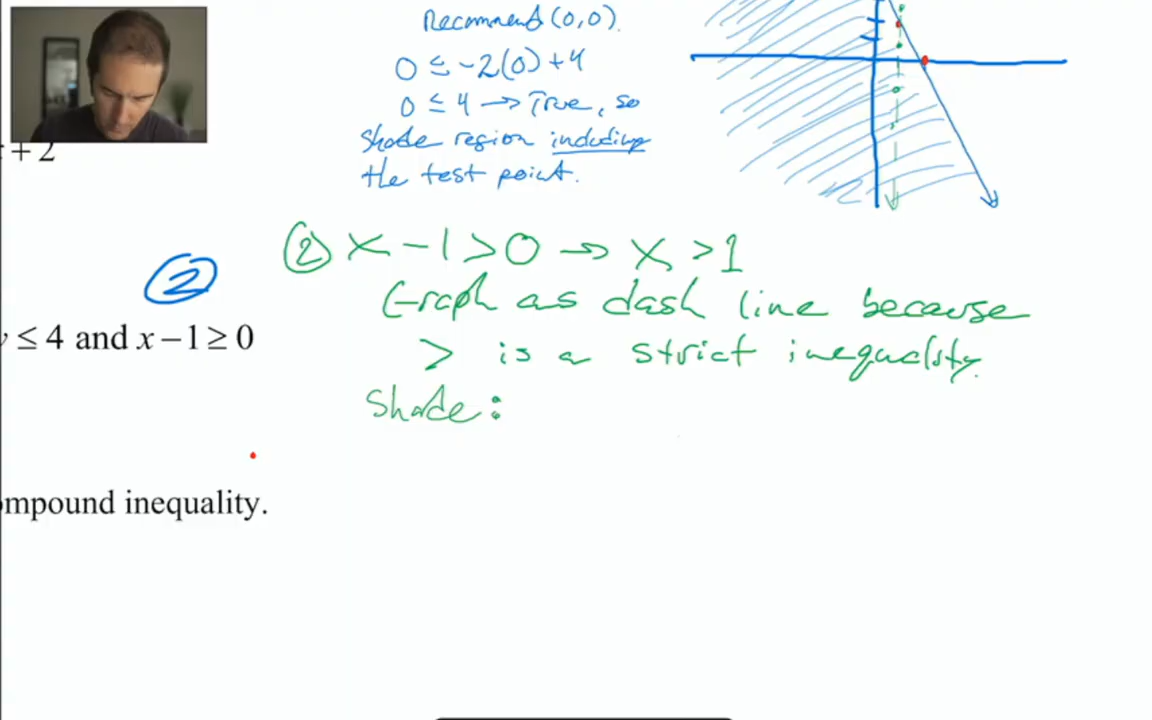 Recommend (0,0).
0 ≤ -2(0)+4
0 ≤ 4 → True, so
shade region including
the test point.
+ 2
②
② x - 1 > 0 → x > 1
Graph as dash line because
> is a strict inequality.
≤ 4 and x − 1 ≥ 0
Shade:
ompound inequality.